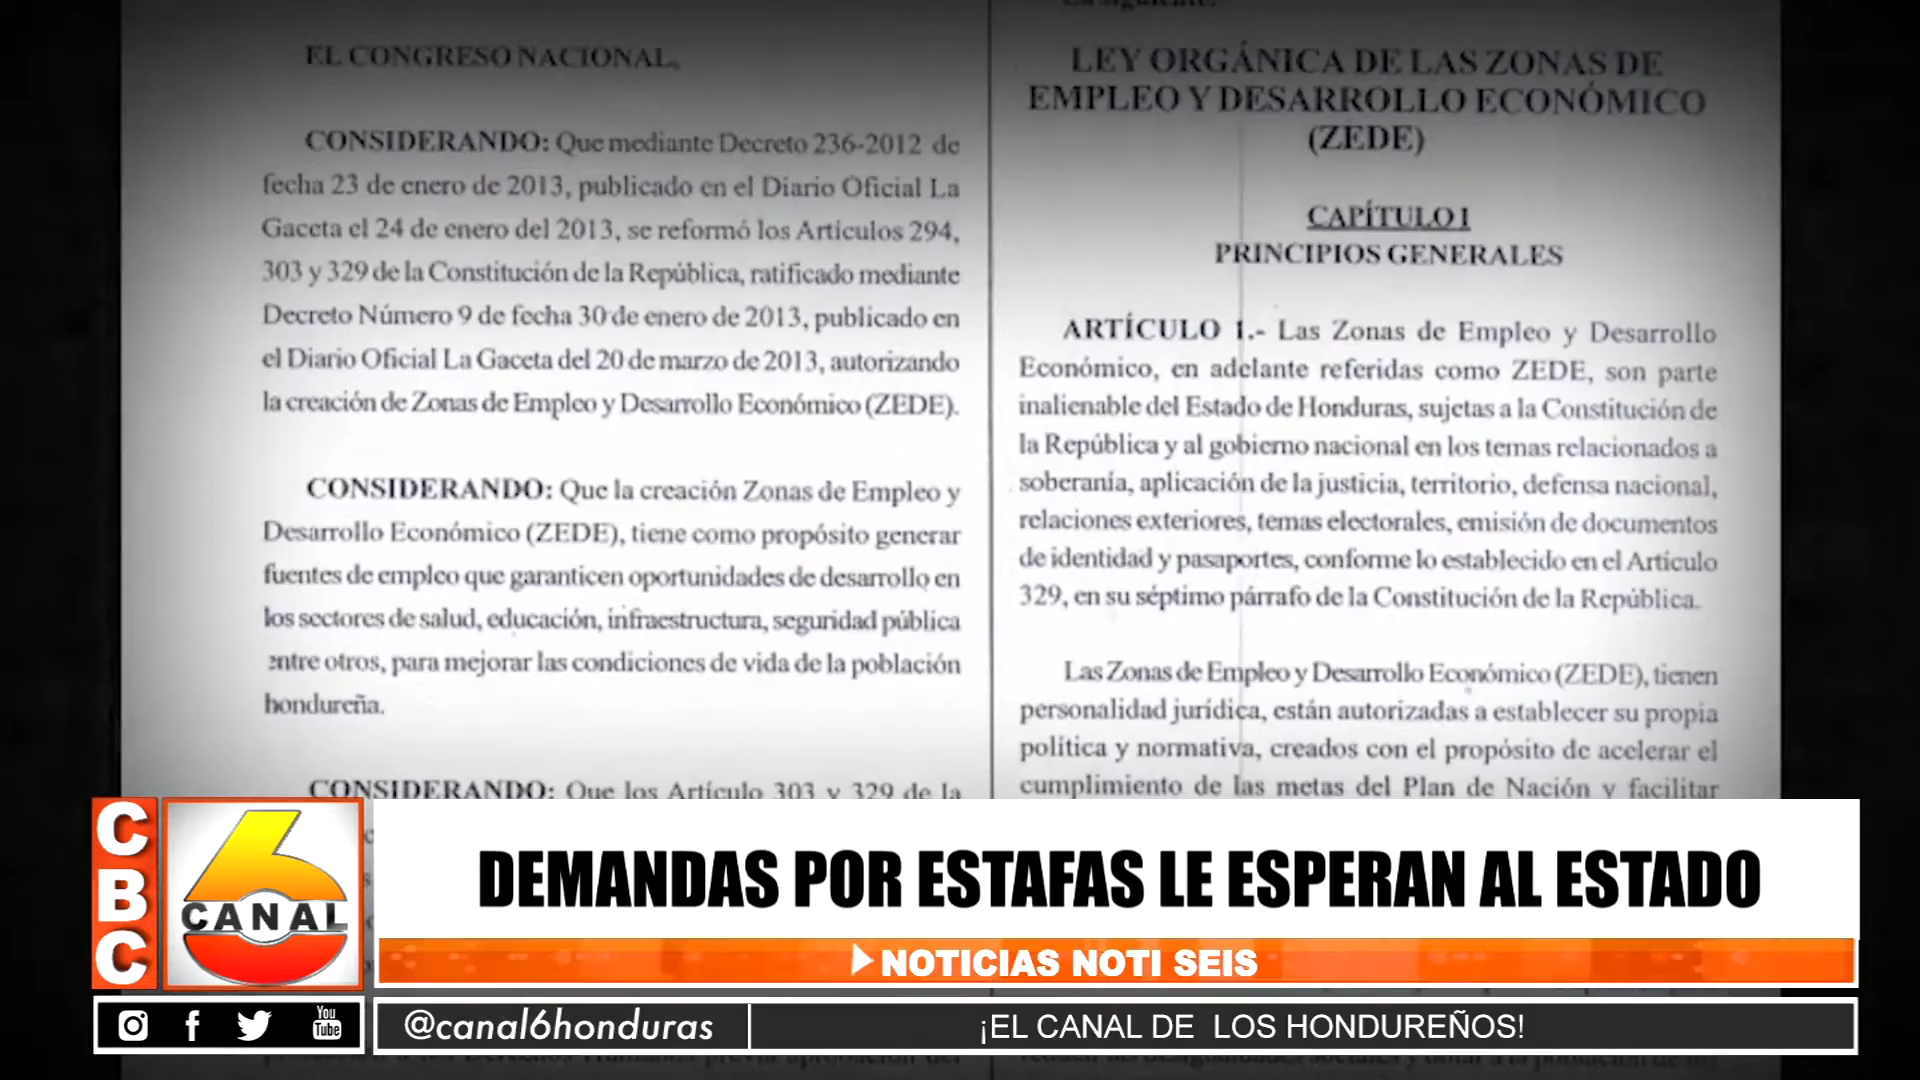 EL CONGRESO NACIONAL,
CONSIDERANDO: Que mediante Decreto 236-2012 de
fecha 23 de enero de 2013, publicado en el Diario Oficial La
Gaceta el 24 de enero del 2013, se reformó los Artículos 294,
303 y 329 de la Constitución de la República, ratificado mediante
Decreto Número 9 de fecha 30 de enero de 2013, publicado en
el Diario Oficial La Gaceta del 20 de marzo de 2013, autorizando
la creación de Zonas de Empleo y Desarrollo Económico (ZEDE).
CONSIDERANDO: Que la creación Zonas de Empleo y
Desarrollo Económico (ZEDE), tiene como propósito generar
fuentes de empleo que garanticen oportunidades de desarrollo en
los sectores de salud, educación, infraestructura, seguridad pública
entre otros, para mejorar las condiciones de vida de la población
hondureña.
CONSIDERANDO: Que los Artículo 303 y 329 de la
LEY ORGÁNICA DE LAS ZONAS DE
EMPLEO Y DESARROLLO ECONÓMICO
(ZEDE)
CAPÍTULO I
PRINCIPIOS GENERALES
ARTÍCULO 1.- Las Zonas de Empleo y Desarrollo
Económico, en adelante referidas como ZEDE, son parte
inalienable del Estado de Honduras, sujetas a la Constitución de
la República y al gobierno nacional en los temas relacionados a
soberanía, aplicación de la justicia, territorio, defensa nacional,
relaciones exteriores, temas electorales, emisión de documentos
de identidad y pasaportes, conforme lo establecido en el Artículo
329, en su séptimo párrafo de la Constitución de la República.
Las Zonas de Empleo y Desarrollo Económico (ZEDE), tienen
personalidad jurídica, están autorizadas a establecer su propia
política y normativa, creados con el propósito de acelerar el
cumplimiento de las metas del Plan de Nación y facilitar
CBC
6
CANAL
DEMANDAS POR ESTAFAS LE ESPERAN AL ESTADO
NOTICIAS NOTI SEIS
You
Tube
@canal6honduras
¡EL CANAL DE LOS HONDUREÑOS!